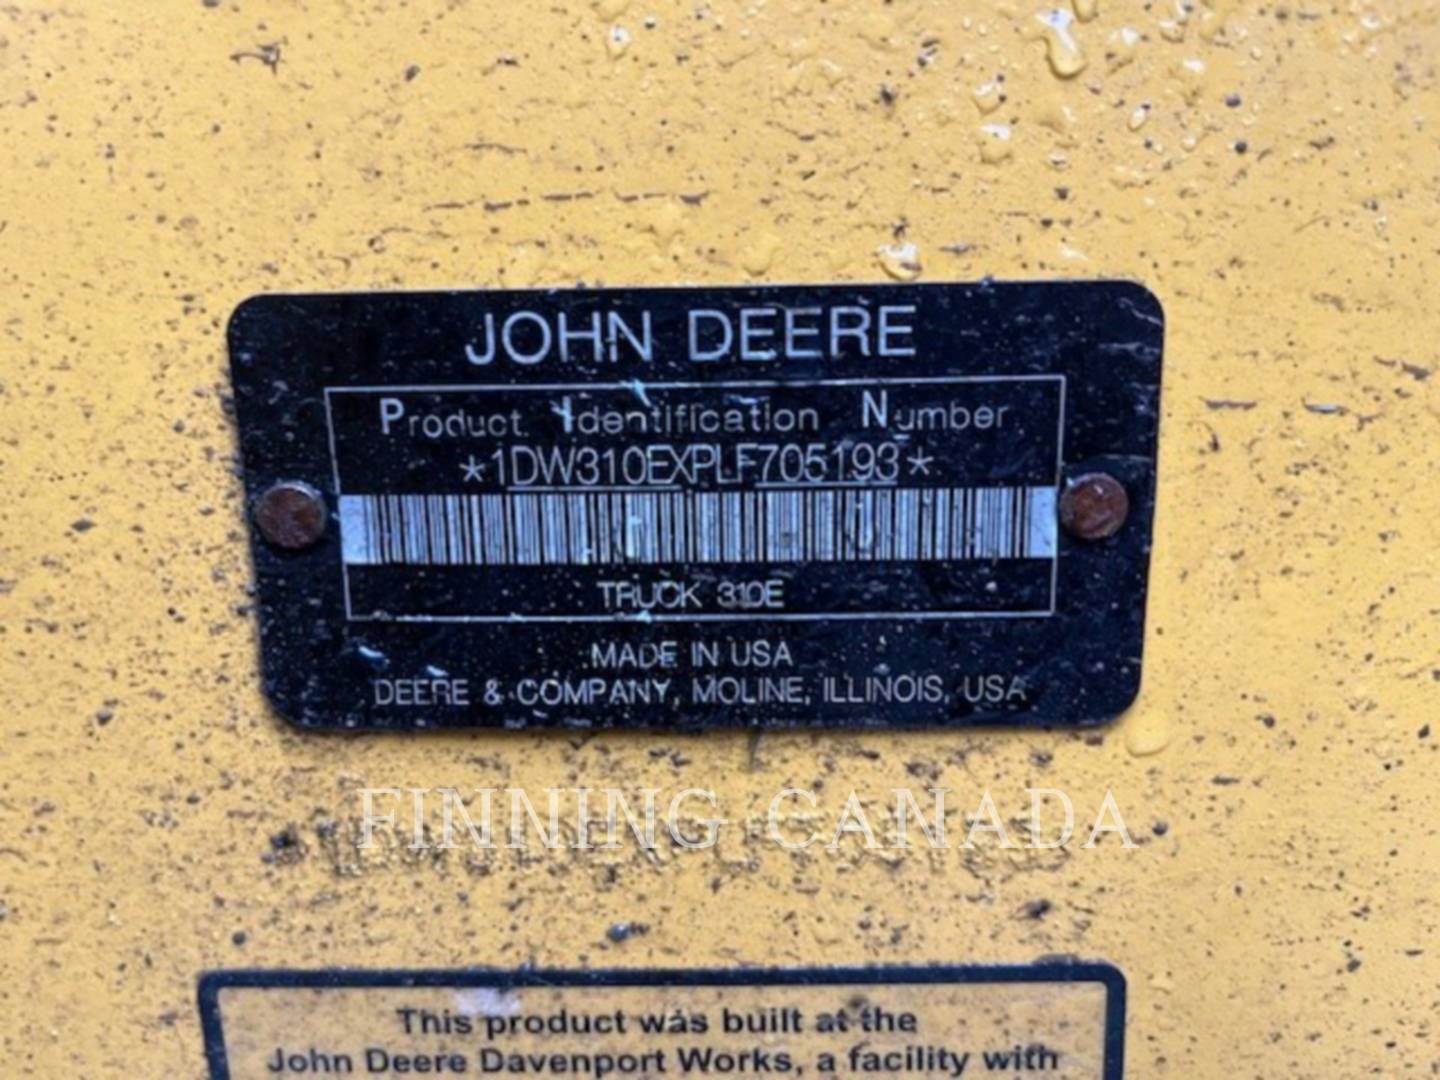 JOHN DEERE
Product Identification Number
*1DW310EXPLF705193*
TRUCK 310E
MADE IN USA
DEERE & COMPANY, MOLINE, ILLINOIS, USA
FINNING CANADA
This product was built at the
John Deere Davenport Works, a facility with